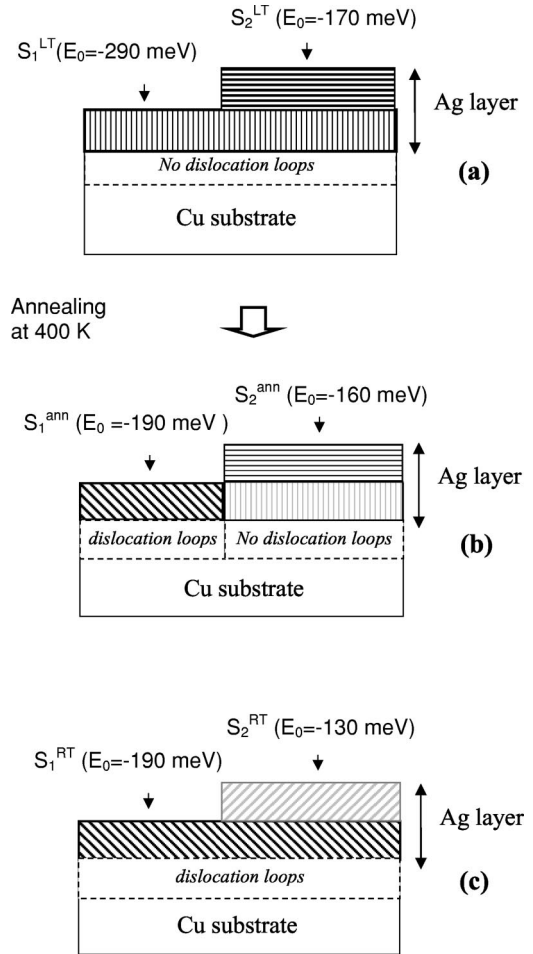 S₂ᴸᵀ (E₀=-170 meV)
S₁ᴸᵀ(E₀=-290 meV)
Ag layer
No dislocation loops
(a)
Cu substrate
Annealing
at 400 K
S₂ᵃⁿⁿ (E₀=-160 meV)
S₁ᵃⁿⁿ (E₀ =-190 meV )
Ag layer
dislocation loops No dislocation loops
(b)
Cu substrate
S₂ᴿᵀ (E₀=-130 meV)
S₁ᴿᵀ (E₀=-190 meV)
Ag layer
dislocation loops
(c)
Cu substrate